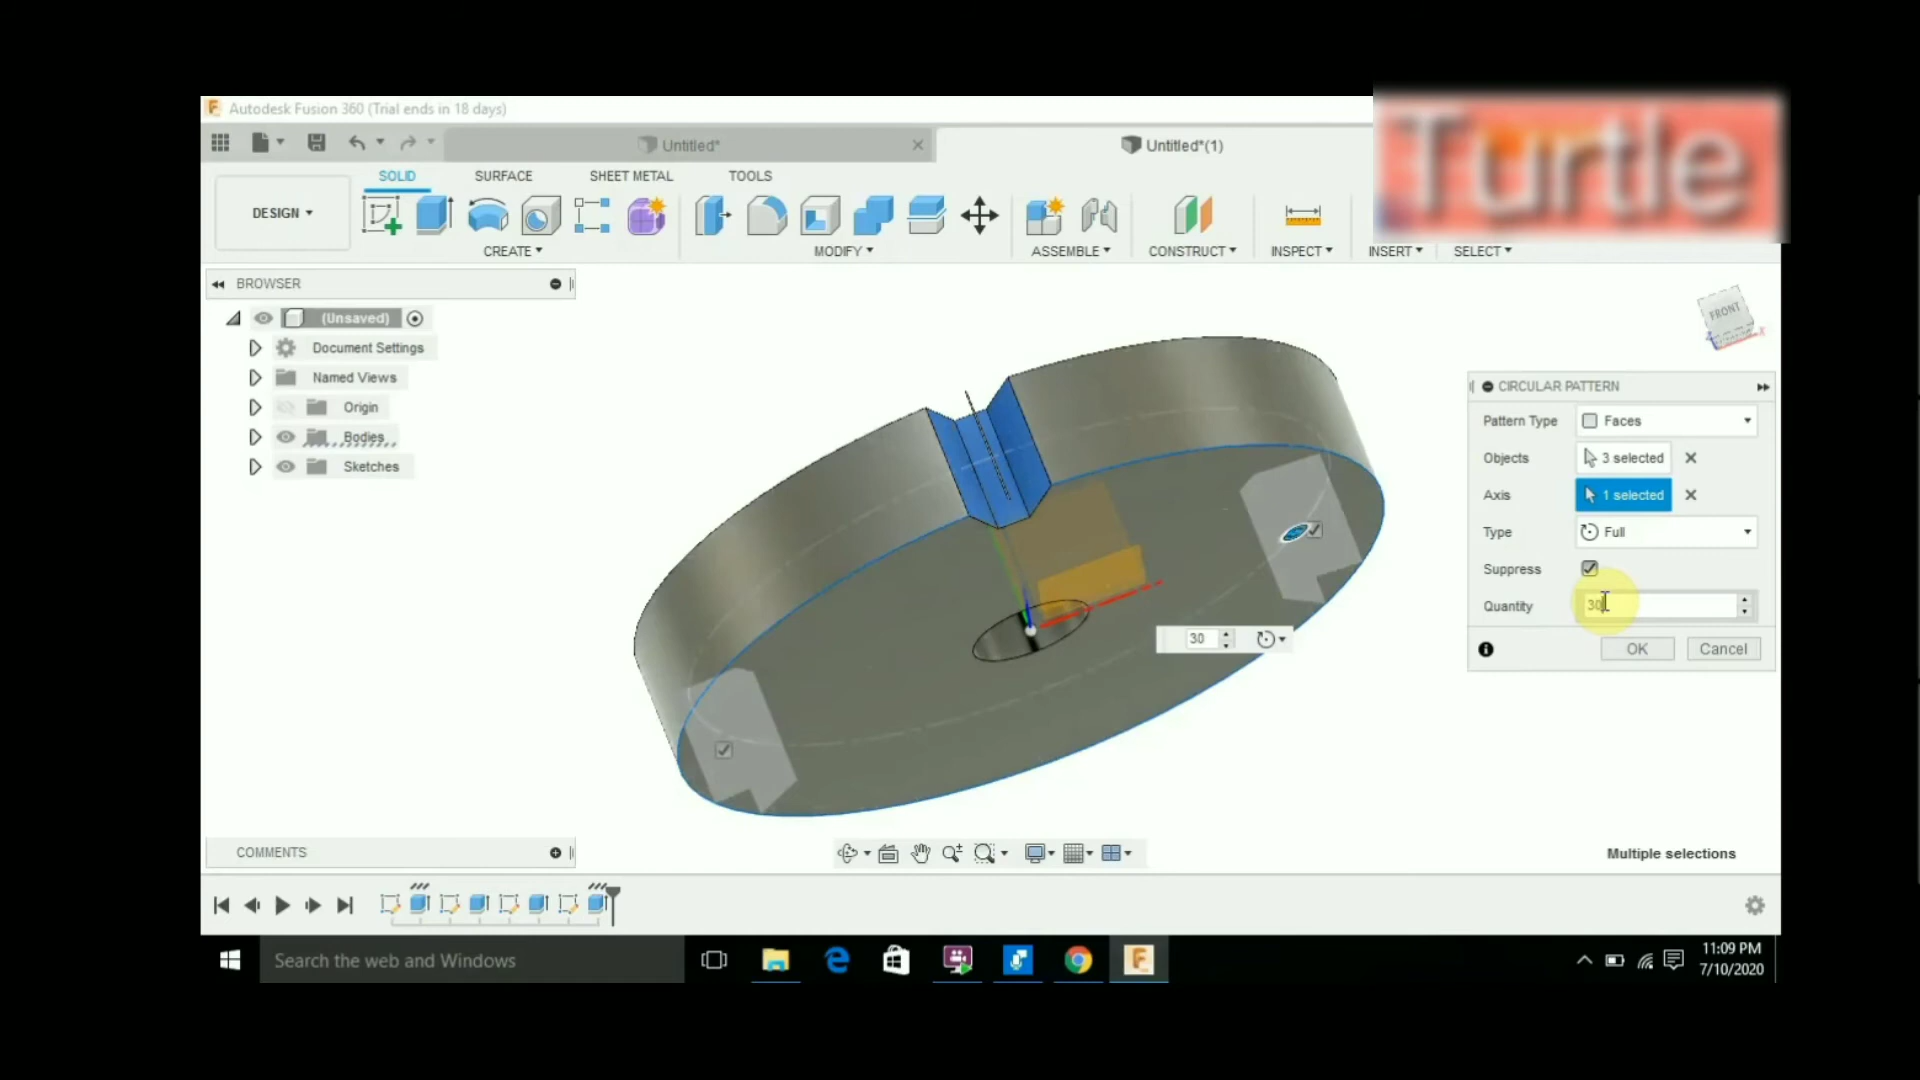 Autodesk Fusion 360 (Trial ends in 18 days)
Turtle
Untitled*
Untitled*(1)
SOLID
SURFACE
SHEET METAL
TOOLS
DESIGN
CREATE
MODIFY
ASSEMBLE
CONSTRUCT
INSPECT
INSERT
SELECT
BROWSER
(Unsaved)
Document Settings
Named Views
Origin
Bodies
Sketches
FRONT
X
CIRCULAR PATTERN
Pattern Type
Faces
Objects
3 selected
Axis
1 selected
Type
Full
Suppress
Quantity
30
OK
Cancel
30
COMMENTS
Multiple selections
Search the web and Windows
11:09 PM
7/10/2020